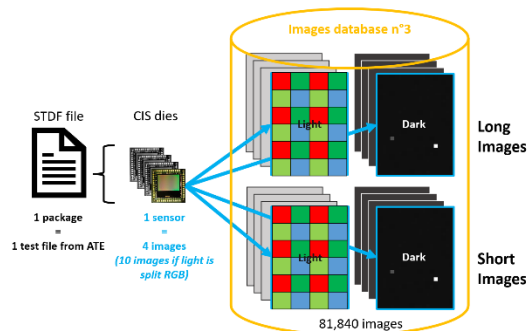 Images database n°3
STDF file
CIS dies
Light
Dark
Long
Images
1 package
=
1 test file from ATE
1 sensor
=
4 images
(10 images if light is
split RGB)
Light
Dark
Short
Images
81,840 images